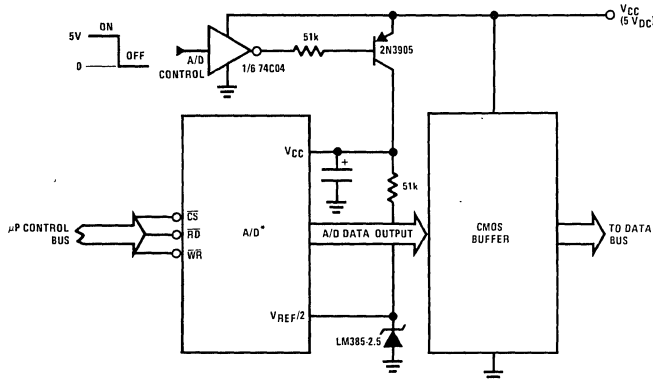 ON
5V
OFF
0
A/D
CONTROL
1/6 74C04
51k
2N3905
VCC
(5 VDC)
VCC
+
51k
μP CONTROL
BUS
CS
RD
WR
A/D*
A/D DATA OUTPUT
CMOS
BUFFER
TO DATA
BUS
VREF/2
LM385-2.5